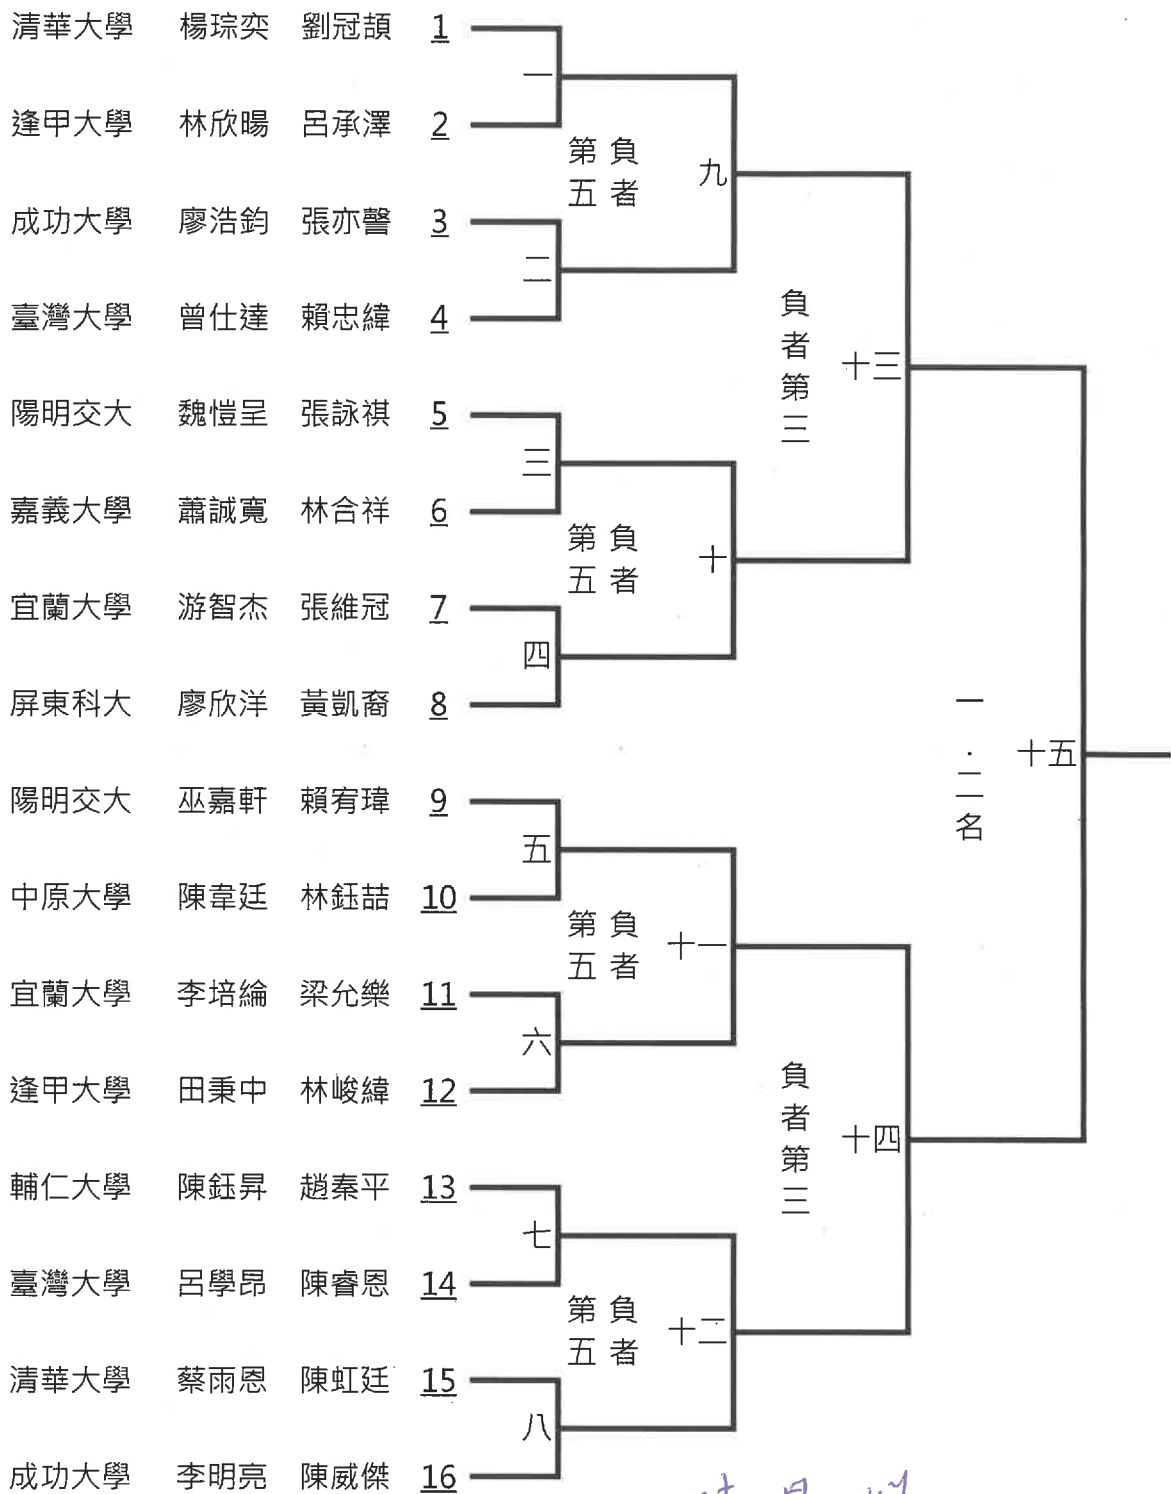 清華大學 楊琮奕 劉冠頡 1
一
逢甲大學 林欣暘 呂承澤 2
負者第五
九
成功大學 廖浩鈞 張亦謦 3
二
臺灣大學 曾仕達 賴忠緯 4
負者第三
十三
陽明交大 魏愷呈 張詠祺 5
三
嘉義大學 蕭誠寬 林合祥 6
負者第五
十
宜蘭大學 游智杰 張維冠 7
四
屏東科大 廖欣洋 黃凱裔 8
一.二名
十五
陽明交大 巫嘉軒 賴宥瑋 9
五
中原大學 陳韋廷 林鈺喆 10
負者第五
十一
宜蘭大學 李培綸 梁允樂 11
六
逢甲大學 田秉中 林峻緯 12
負者第三
十四
輔仁大學 陳鈺昇 趙秦平 13
七
臺灣大學 呂學昂 陳睿恩 14
負者第五
十二
清華大學 蔡雨恩 陳虹廷 15
八
成功大學 李明亮 陳威傑 16